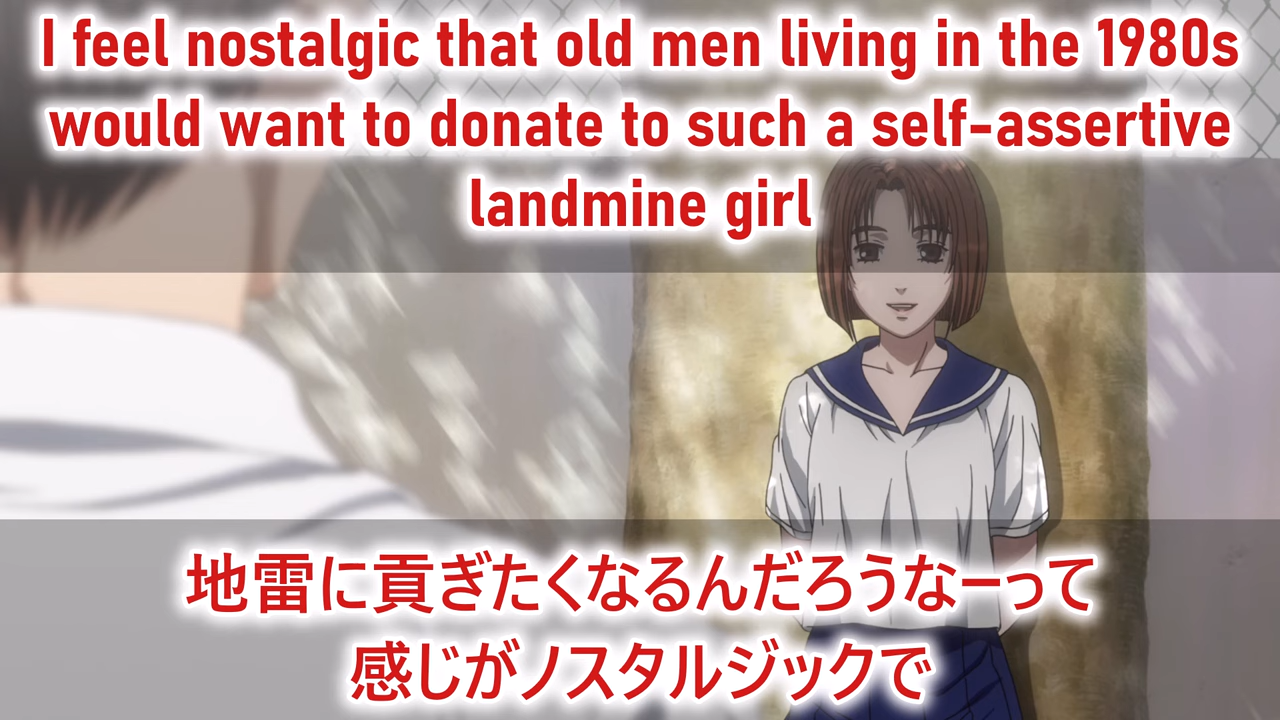 I feel nostalgic that old men living in the 1980s
would want to donate to such a self-assertive
landmine girl
地雷に貢ぎたくなるんだろうなーって
感じがノスタルジックで